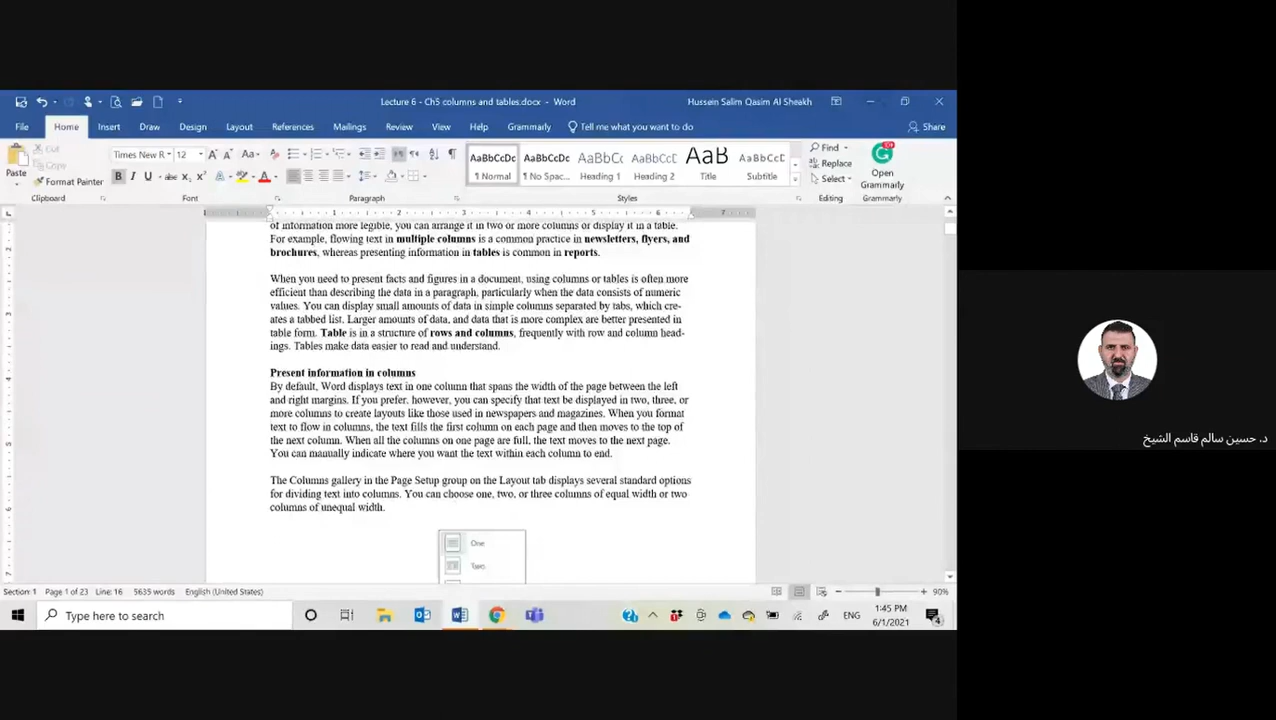 Lecture 6 - Ch5 columns and tables.docx - Word
Hussein Salim Qasim Al Sheakh
File Home Insert Draw Design Layout References Mailings Review View Help Grammarly Tell me what you want to do Share
Paste
Cut
Copy
Format Painter
Clipboard
Times New R 12
Font
Paragraph
AaBbCcDc AaBbCcDc AaBbCc AaBbCcC AaB AaBbCcD
¶ Normal ¶ No Spac... Heading 1 Heading 2 Title Subtitle
Styles
Find
Replace
Select
Editing
Open
Grammarly
Grammarly
of information more legible, you can arrange it in two or more columns or display it in a table.
For example, flowing text in multiple columns is a common practice in newsletters, flyers, and
brochures, whereas presenting information in tables is common in reports.
When you need to present facts and figures in a document, using columns or tables is often more
efficient than describing the data in a paragraph, particularly when the data consists of numeric
values. You can display small amounts of data in simple columns separated by tabs, which cre-
ates a tabbed list. Larger amounts of data, and data that is more complex are better presented in
table form. Table is in a structure of rows and columns, frequently with row and column head-
ings. Tables make data easier to read and understand.
Present information in columns
By default, Word displays text in one column that spans the width of the page between the left
and right margins. If you prefer, however, you can specify that text be displayed in two, three, or
more columns to create layouts like those used in newspapers and magazines. When you format
text to flow in columns, the text fills the first column on each page and then moves to the top of
the next column. When all the columns on one page are full, the text moves to the next page.
You can manually indicate where you want the text within each column to end.
The Columns gallery in the Page Setup group on the Layout tab displays several standard options
for dividing text into columns. You can choose one, two, or three columns of equal width or two
columns of unequal width.
One
Two
Section: 1 Page 1 of 23 Line: 16 5635 words English (United States) 90%
Type here to search
ENG
1:45 PM
6/1/2021
د. حسين سالم قاسم الشيخ